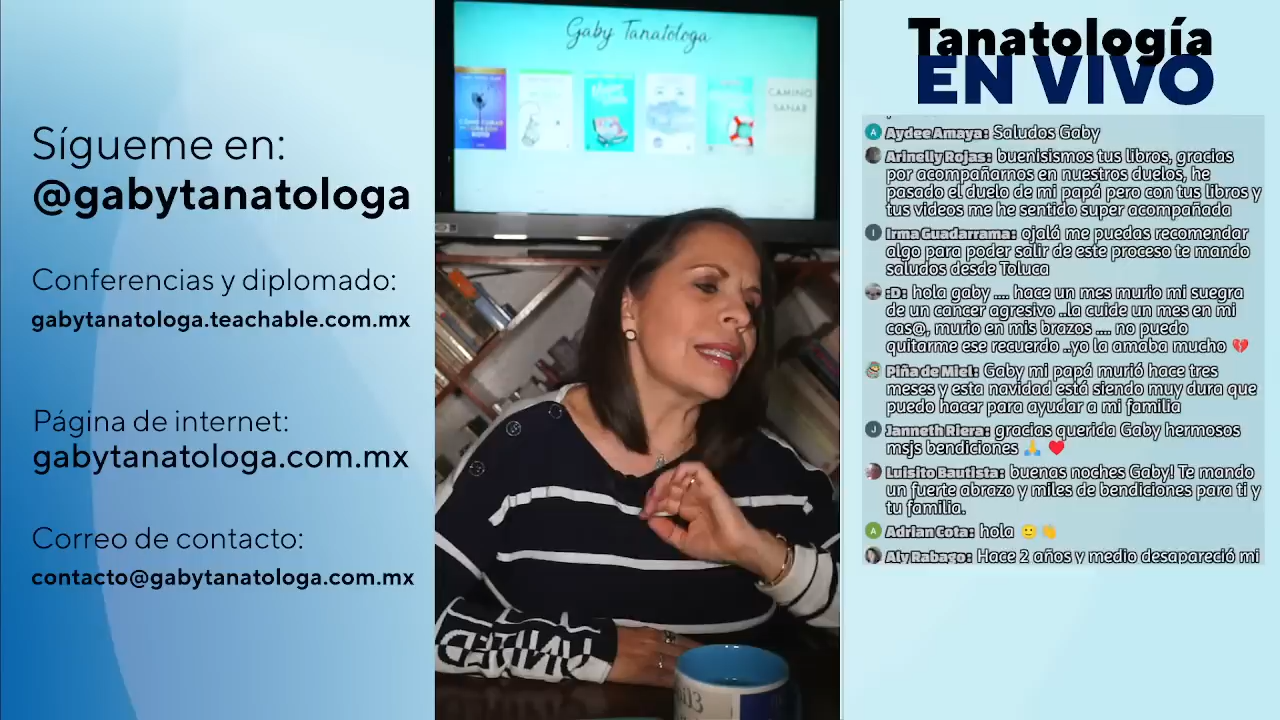 Sígueme en:
@gabytanatologa
Conferencias y diplomado:
gabytanatologa.teachable.com.mx
Página de internet:
gabytanatologa.com.mx
Correo de contacto:
contacto@gabytanatologa.com.mx
Gaby Tanatologa
CAMINO
SANAR
UNITED
Tanatología
EN VIVO
Aydee Amaya: Saludos Gaby
Arinelly Rojas: buenisismos tus libros, gracias
por acompañarnos en nuestros duelos, he
pasado el duelo de mi papá pero con tus libros y
tus videos me he sentido super acompañada
Irma Guadarrama: ojalá me puedas recomendar
algo para poder salir de este proceso te mando
saludos desde Toluca
:D: hola gaby .... hace un mes murio mi suegra
de un cancer agresivo ..la cuide un mes en mi
cas@, murio en mis brazos .... no puedo
quitarme ese recuerdo ..yo la amaba mucho 💔
Piña de Miel: Gaby mi papá murió hace tres
meses y esta navidad está siendo muy dura que
puedo hacer para ayudar a mi familia
Janneth Riera: gracias querida Gaby hermosos
msjs bendiciones 🙏 ♥️
Luisito Bautista: buenas noches Gaby! Te mando
un fuerte abrazo y miles de bendiciones para ti y
tu familia.
Adrian Cota: hola 🙂 👋
Aly Rabago: Hace 2 años y medio desapareció mi